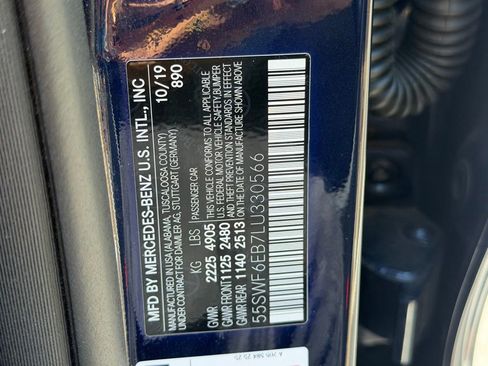 MFD BY MERCEDES-BENZ U.S. INTL., INC
IN USA (ALABAMA, TUSCALOOSA COUNTY)
UNDER CONTRACT FOR DAIMLER AG, STUTTGART (GERMANY)
10/19
890
KG LBS
PASSENGER CAR
GVWR 2225 4905
GAWR FRONT 1125 2480
GAWR REAR 1140 2513
THIS VEHICLE CONFORMS TO ALL APPLICABLE
FEDERAL MOTOR VEHICLE SAFETY, BUMPER,
AND THEFT PREVENTION STANDARDS IN EFFECT
ON THE DATE OF MANUFACTURE SHOWN ABOVE
55SWF6EB7LU330566